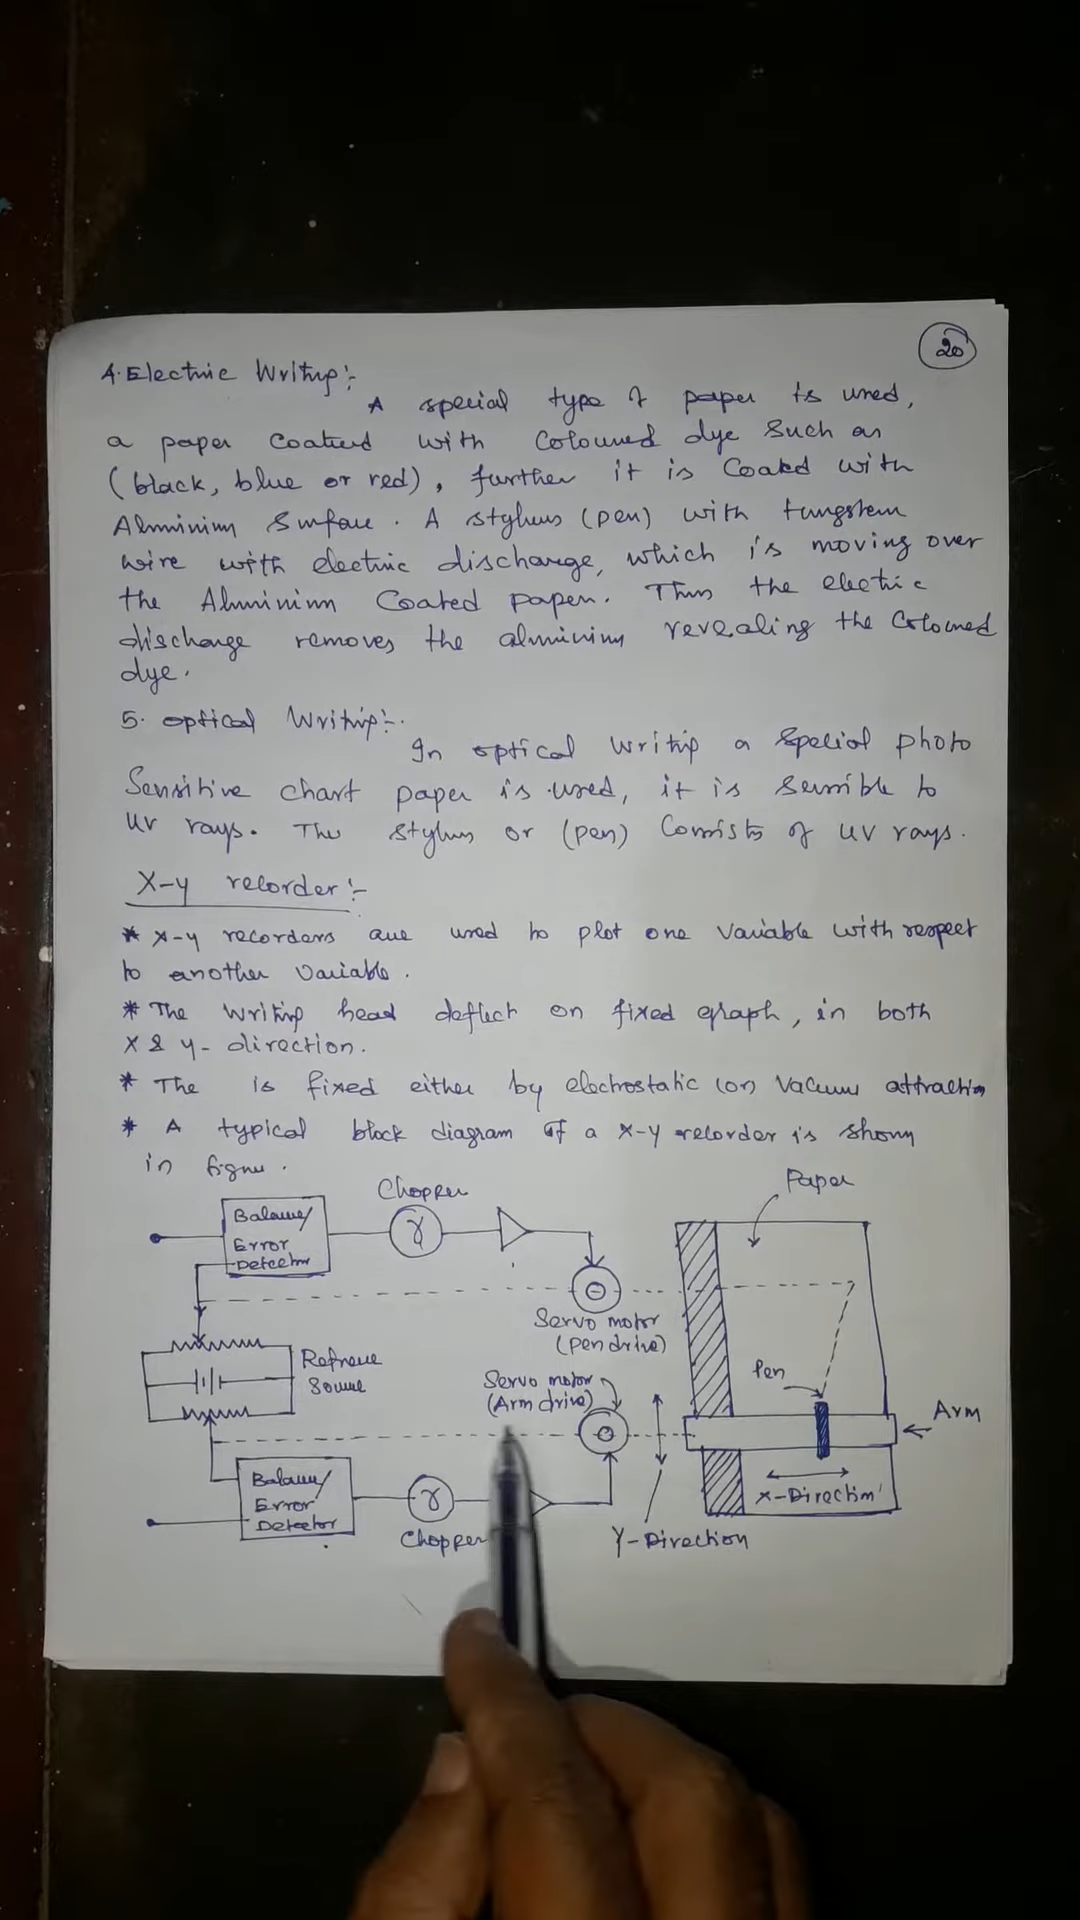 20
4. Electric Writing:-
A special type of paper is used,
a paper coated with coloured dye such as
(black, blue or red), further it is coated with
Alminium surface. A stylus (pen) with tungstem
wire with electric discharge, which is moving over
the Aluminium coated paper. Thus the electric
discharge removes the alminium revealing the coloured
dye.
5. optical Writing:-.
In optical writing a special photo
Sensitive chart paper is used, it is sensible to
UV rays. The stylus or (pen) consists of UV rays.
X-y recorder:-
* x-y recorders are used to plot one variable with respect
to another variable.
* The writing head deflect on fixed graph, in both
X & y- direction.
* The is fixed either by electrostatic (or) vacuum attraction
* A typical block diagram of a x-y recorder is shown
in figure.
Chopper
Paper
Balance/
Error
Detector
Servo motor
(pen drive)
Refrence
Source
Servo motor
(Arm drive)
Pen
Arm
Balance/
Error
Detector
X-Direction
Chopper
Y-Direction